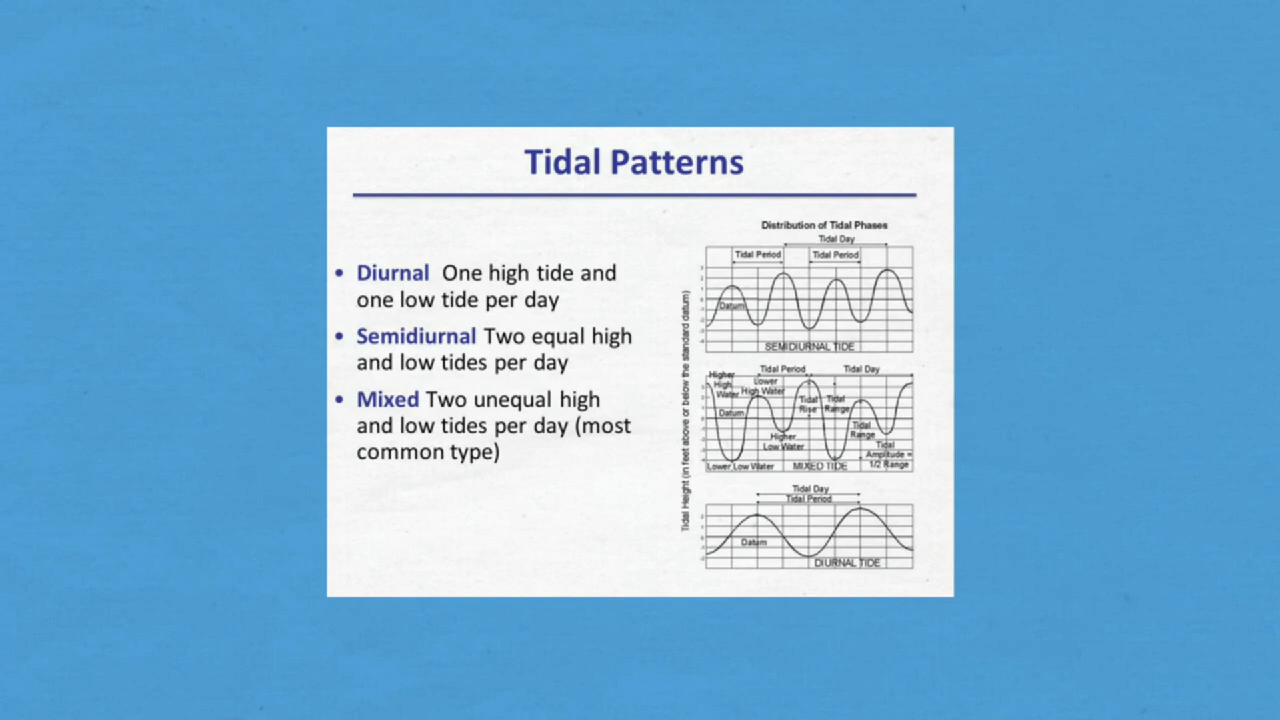 Tidal Patterns
• Diurnal One high tide and
one low tide per day
• Semidiurnal Two equal high
and low tides per day
• Mixed Two unequal high
and low tides per day (most
common type)
Distribution of Tidal Phases
Tidal Day
Tidal Period Tidal Period
Datum
SEMIDIURNAL TIDE
Tidal Height (in feet above or below the standard datum)
Tidal Period Tidal Day
Higher
High
Water
Lower
High Water
Tidal
Rise
Tidal
Range
Datum
Higher
Low Water
Tidal
Range
Tidal
Amplitude =
1/2 Range
Lower Low Water MIXED TIDE
Tidal Day
Tidal Period
Datum
DIURNAL TIDE